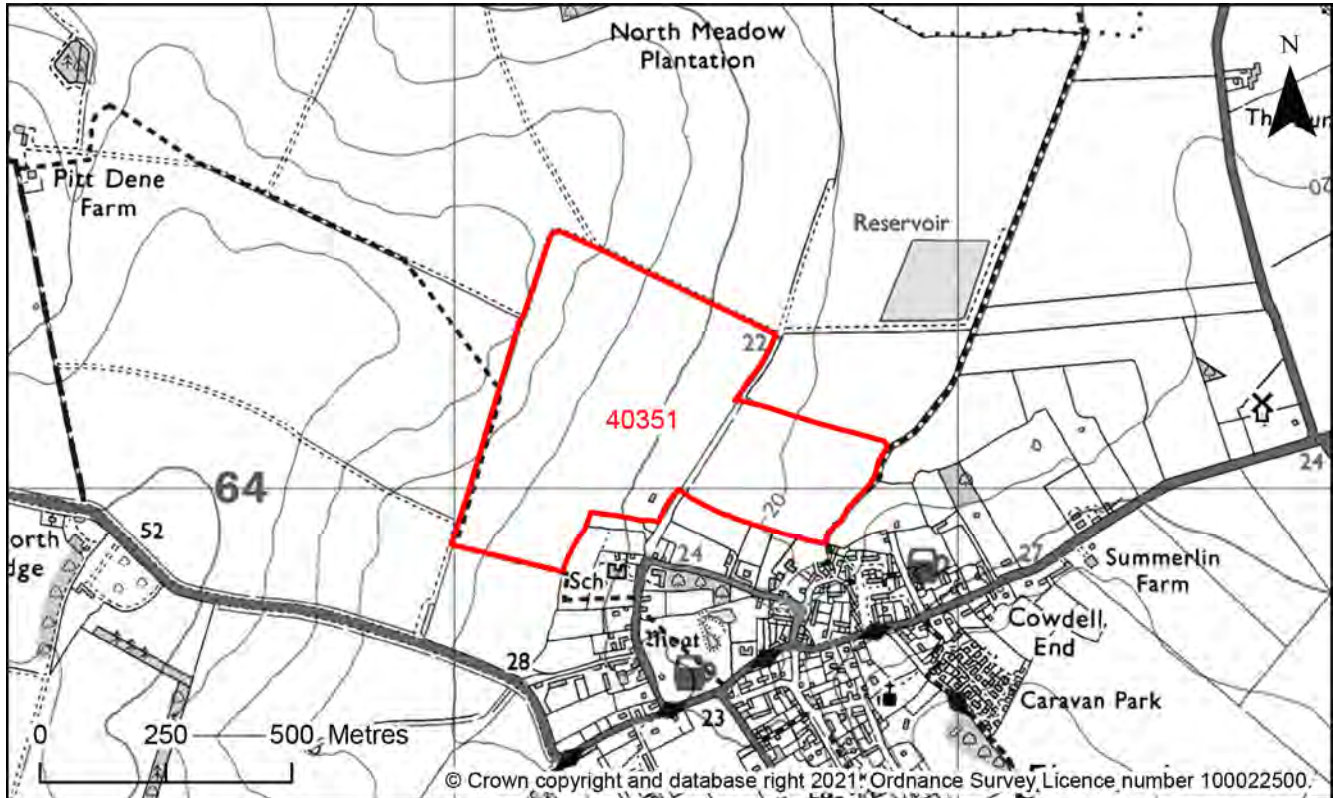 North Meadow
Plantation
N
Pitt Dene
Farm
Reservoir
20
22
40351
64
20
24
52
24
27
Sch
Summerlin
Farm
Cowdell
End
Moat
28
23
Caravan Park
0 250 500 Metres
© Crown copyright and database right 2021. Ordnance Survey Licence number 100022500.